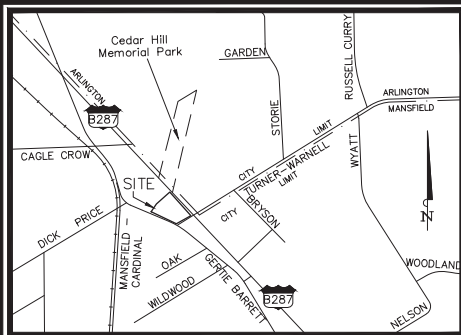 Cedar Hill
Memorial Park
GARDEN
STORIE
RUSSELL CURRY
ARLINGTON
B287
ARLINGTON
MANSFIELD
CITY LIMIT
TURNER-WARNELL
CITY LIMIT
WYATT
CAGLE CROW
SITE
BRYSON
DICK PRICE
MANSFIELD -
CARDINAL
OAK
WILDWOOD
GERTIE BARRETT
B287
WOODLAND
NELSON
N